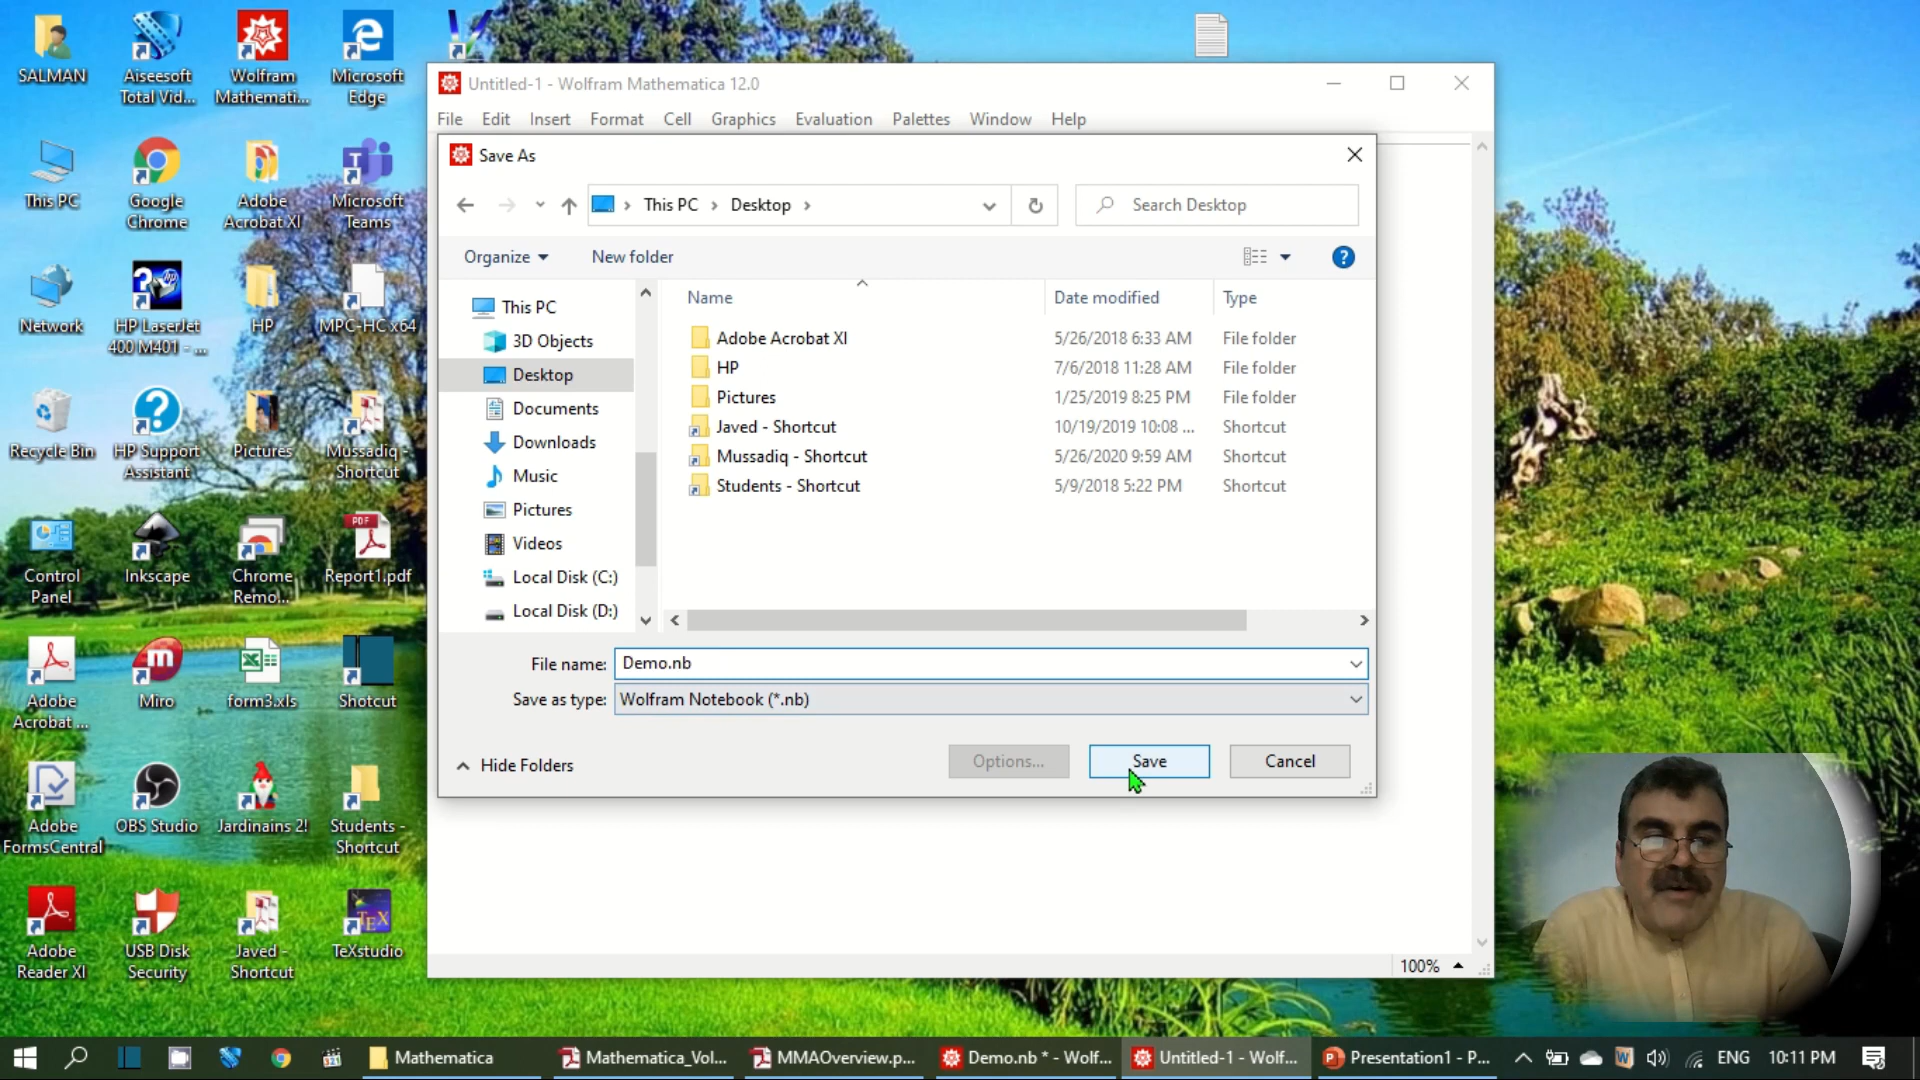 SALMAN
Aiseesoft
Total Vid...
Wolfram
Mathemati...
Microsoft
Edge
This PC
Google
Chrome
Adobe
Acrobat XI
Microsoft
Teams
Network
HP LaserJet
400 M401 - ...
HP
MPC-HC x64
Recycle Bin
HP Support
Assistant
Pictures
Mussadiq -
Shortcut
Control
Panel
Inkscape
Chrome
Remo...
PDF
Report1.pdf
Adobe
Acrobat ...
Miro
form3.xls
Shotcut
Adobe
FormsCentral
OBS Studio
Jardinains 2!
Students -
Shortcut
Adobe
Reader XI
USB Disk
Security
Javed -
Shortcut
TEX
TeXstudio
Untitled-1 - Wolfram Mathematica 12.0
File Edit Insert Format Cell Graphics Evaluation Palettes Window Help
Save As
This PC Desktop
Search Desktop
Organize New folder
This PC
3D Objects
Desktop
Documents
Downloads
Music
Pictures
Videos
Local Disk (C:)
Local Disk (D:)
Name Date modified Type
Adobe Acrobat XI 5/26/2018 6:33 AM File folder
HP 7/6/2018 11:28 AM File folder
Pictures 1/25/2019 8:25 PM File folder
Javed - Shortcut 10/19/2019 10:08 ... Shortcut
Mussadiq - Shortcut 5/26/2020 9:59 AM Shortcut
Students - Shortcut 5/9/2018 5:22 PM Shortcut
File name: Demo.nb
Save as type: Wolfram Notebook (*.nb)
Hide Folders
Options... Save Cancel
100%
Mathematica Mathematica_Vol... MMAOverview.p... Demo.nb * - Wolf... Untitled-1 - Wolf... Presentation1 - P... ENG 10:11 PM